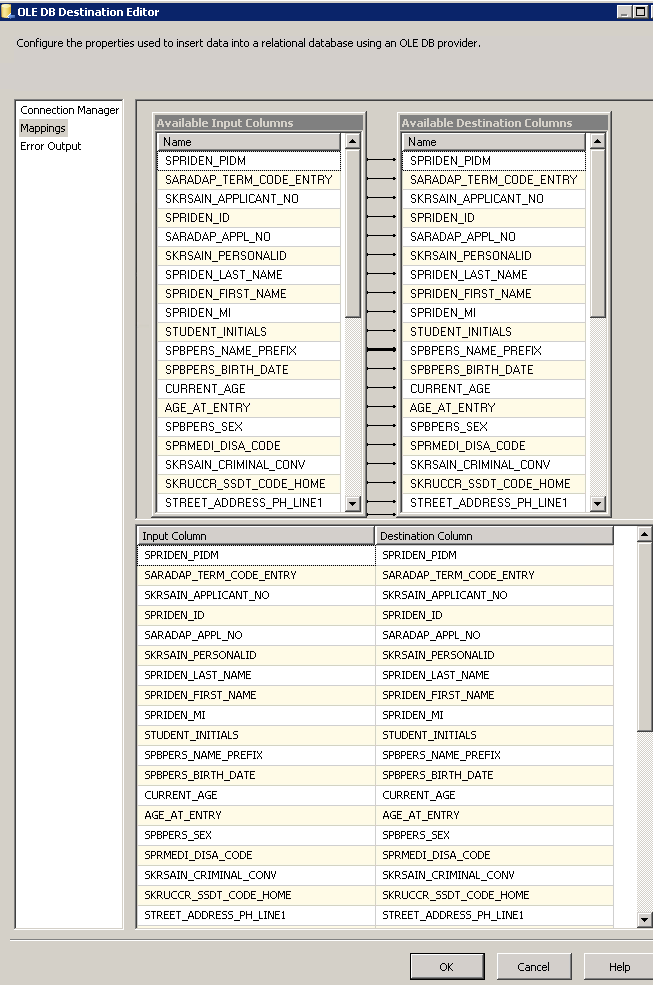 OLE DB Destination Editor
Configure the properties used to insert data into a relational database using an OLE DB provider.
Connection Manager
Mappings
Error Output
Available Input Columns
Name
SPRIDEN_PIDM
SARADAP_TERM_CODE_ENTRY
SKRSAIN_APPLICANT_NO
SPRIDEN_ID
SARADAP_APPL_NO
SKRSAIN_PERSONALID
SPRIDEN_LAST_NAME
SPRIDEN_FIRST_NAME
SPRIDEN_MI
STUDENT_INITIALS
SPBPERS_NAME_PREFIX
SPBPERS_BIRTH_DATE
CURRENT_AGE
AGE_AT_ENTRY
SPBPERS_SEX
SPRMEDI_DISA_CODE
SKRSAIN_CRIMINAL_CONV
SKRUCCR_SSDT_CODE_HOME
STREET_ADDRESS_PH_LINE1
Available Destination Columns
Name
SPRIDEN_PIDM
SARADAP_TERM_CODE_ENTRY
SKRSAIN_APPLICANT_NO
SPRIDEN_ID
SARADAP_APPL_NO
SKRSAIN_PERSONALID
SPRIDEN_LAST_NAME
SPRIDEN_FIRST_NAME
SPRIDEN_MI
STUDENT_INITIALS
SPBPERS_NAME_PREFIX
SPBPERS_BIRTH_DATE
CURRENT_AGE
AGE_AT_ENTRY
SPBPERS_SEX
SPRMEDI_DISA_CODE
SKRSAIN_CRIMINAL_CONV
SKRUCCR_SSDT_CODE_HOME
STREET_ADDRESS_PH_LINE1
Input Column Destination Column
SPRIDEN_PIDM SPRIDEN_PIDM
SARADAP_TERM_CODE_ENTRY SARADAP_TERM_CODE_ENTRY
SKRSAIN_APPLICANT_NO SKRSAIN_APPLICANT_NO
SPRIDEN_ID SPRIDEN_ID
SARADAP_APPL_NO SARADAP_APPL_NO
SKRSAIN_PERSONALID SKRSAIN_PERSONALID
SPRIDEN_LAST_NAME SPRIDEN_LAST_NAME
SPRIDEN_FIRST_NAME SPRIDEN_FIRST_NAME
SPRIDEN_MI SPRIDEN_MI
STUDENT_INITIALS STUDENT_INITIALS
SPBPERS_NAME_PREFIX SPBPERS_NAME_PREFIX
SPBPERS_BIRTH_DATE SPBPERS_BIRTH_DATE
CURRENT_AGE CURRENT_AGE
AGE_AT_ENTRY AGE_AT_ENTRY
SPBPERS_SEX SPBPERS_SEX
SPRMEDI_DISA_CODE SPRMEDI_DISA_CODE
SKRSAIN_CRIMINAL_CONV SKRSAIN_CRIMINAL_CONV
SKRUCCR_SSDT_CODE_HOME SKRUCCR_SSDT_CODE_HOME
STREET_ADDRESS_PH_LINE1 STREET_ADDRESS_PH_LINE1
OK Cancel Help